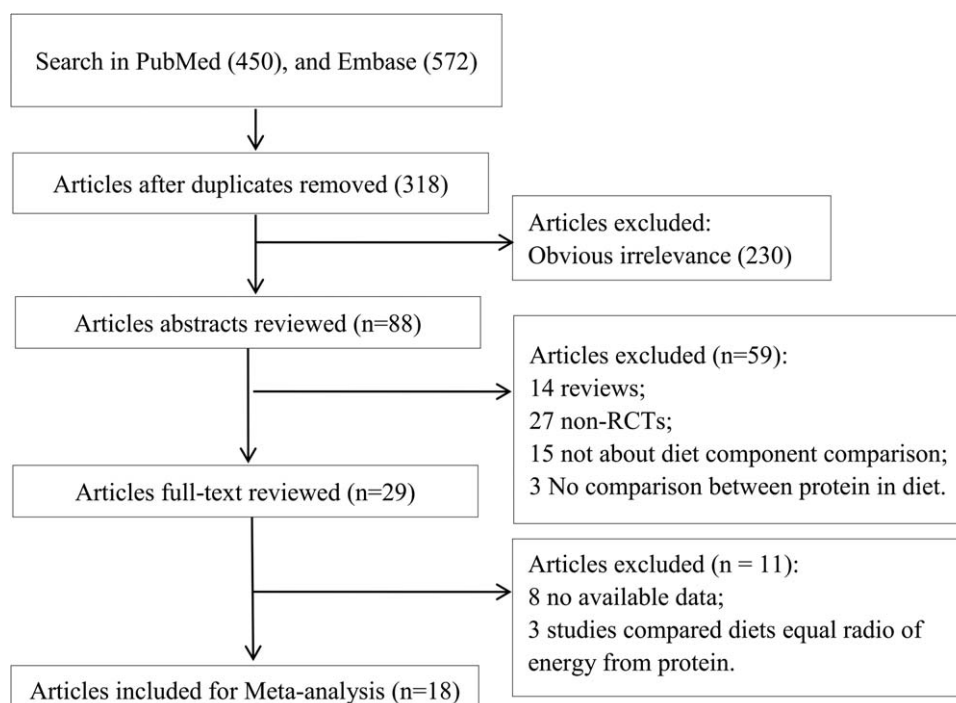 Search in PubMed (450), and Embase (572)
Articles after duplicates removed (318)
Articles excluded:
Obvious irrelevance (230)
Articles abstracts reviewed (n=88)
Articles excluded (n=59):
14 reviews;
27 non-RCTs;
15 not about diet component comparison;
3 No comparison between protein in diet.
Articles full-text reviewed (n=29)
Articles excluded (n = 11):
8 no available data;
3 studies compared diets equal radio of
energy from protein.
Articles included for Meta-analysis (n=18)